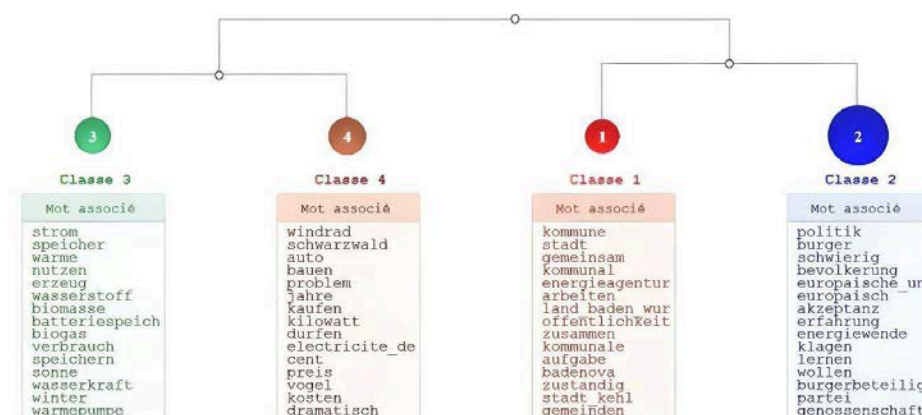 3
4
1
2
Classe 3
Classe 4
Classe 1
Classe 2
Mot associé
strom
speicher
warme
nutzen
erzeug
wasserstoff
biomasse
batteriespeich
biogas
verbrauch
speichern
sonne
wasserkraft
winter
warmepumpe
Mot associé
windrad
schwarzwald
auto
bauen
problem
jahre
kaufen
kilowatt
durfen
electricite_de
cent
preis
vogel
kosten
dramatisch
Mot associé
kommune
stadt
gemeinsam
kommunal
energieagentur
arbeiten
land_baden_wur
offentlichkeit
zusammen
kommunale
aufgabe
badenova
zustandig
stadt_kehl
gemeinden
Mot associé
politik
burger
schwierig
bevolkerung
europaische_un
europaisch
akzeptanz
erfahrung
energiewende
klagen
lernen
wollen
burgerbeteilig
partei
genossenschaft